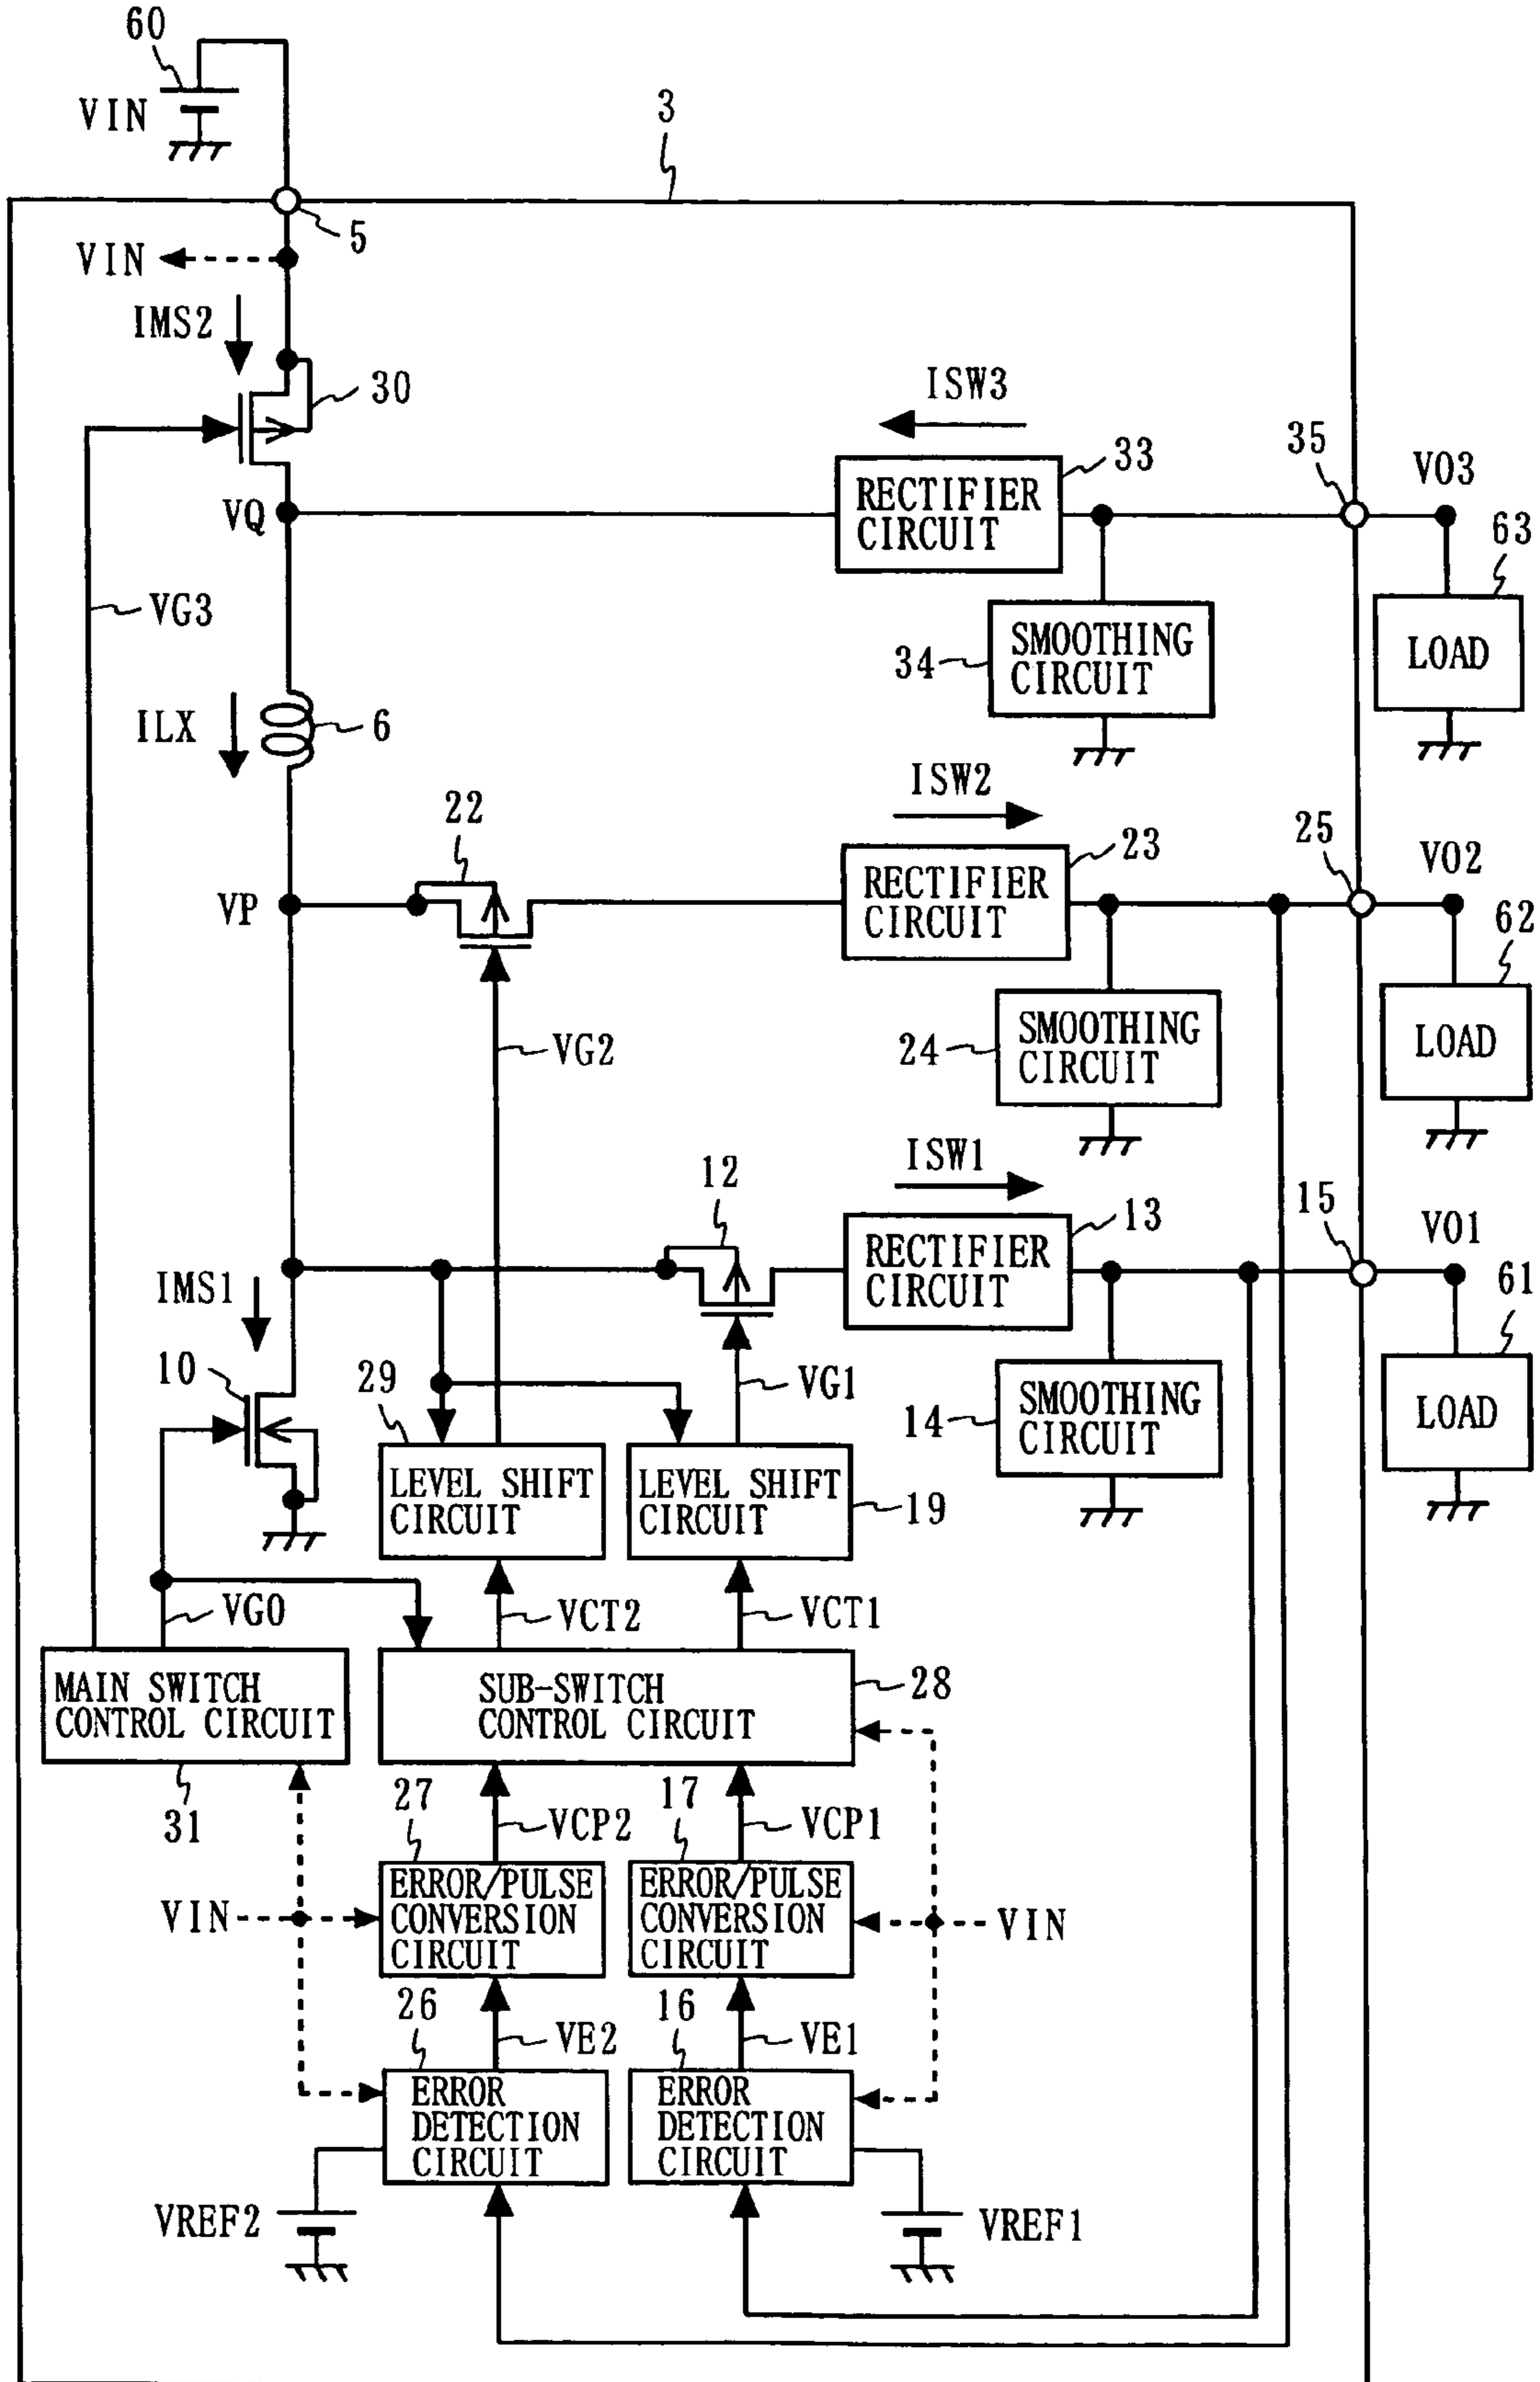 60
VIN
3
5
VIN
IMS2
30
ISW3
33
35
VO3
RECTIFIER
CIRCUIT
VQ
63
VG3
SMOOTHING
CIRCUIT
34
LOAD
ILX
6
ISW2
22
23
25
VO2
RECTIFIER
CIRCUIT
VP
62
SMOOTHING
CIRCUIT
24
LOAD
VG2
ISW1
12
13
15
VO1
RECTIFIER
CIRCUIT
IMS1
61
10
29
VG1
SMOOTHING
CIRCUIT
14
LOAD
LEVEL SHIFT
CIRCUIT
LEVEL SHIFT
CIRCUIT
19
VG0
VCT2
VCT1
MAIN SWITCH
CONTROL CIRCUIT
SUB-SWITCH
CONTROL CIRCUIT
28
31
27
VCP2
17
VCP1
VIN
ERROR/PULSE
CONVERSION
CIRCUIT
ERROR/PULSE
CONVERSION
CIRCUIT
VIN
26
VE2
16
VE1
ERROR
DETECTION
CIRCUIT
ERROR
DETECTION
CIRCUIT
VREF2
VREF1